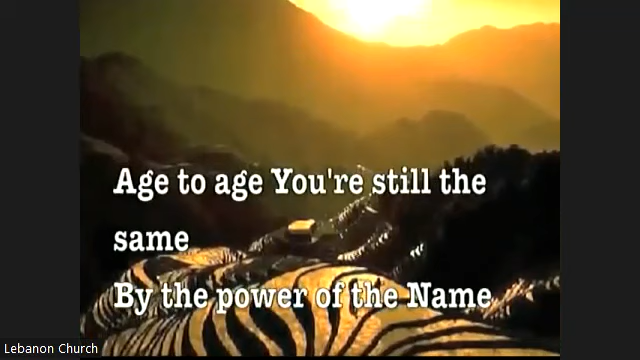 Age to age You're still the
same
By the power of the Name
Lebanon Church